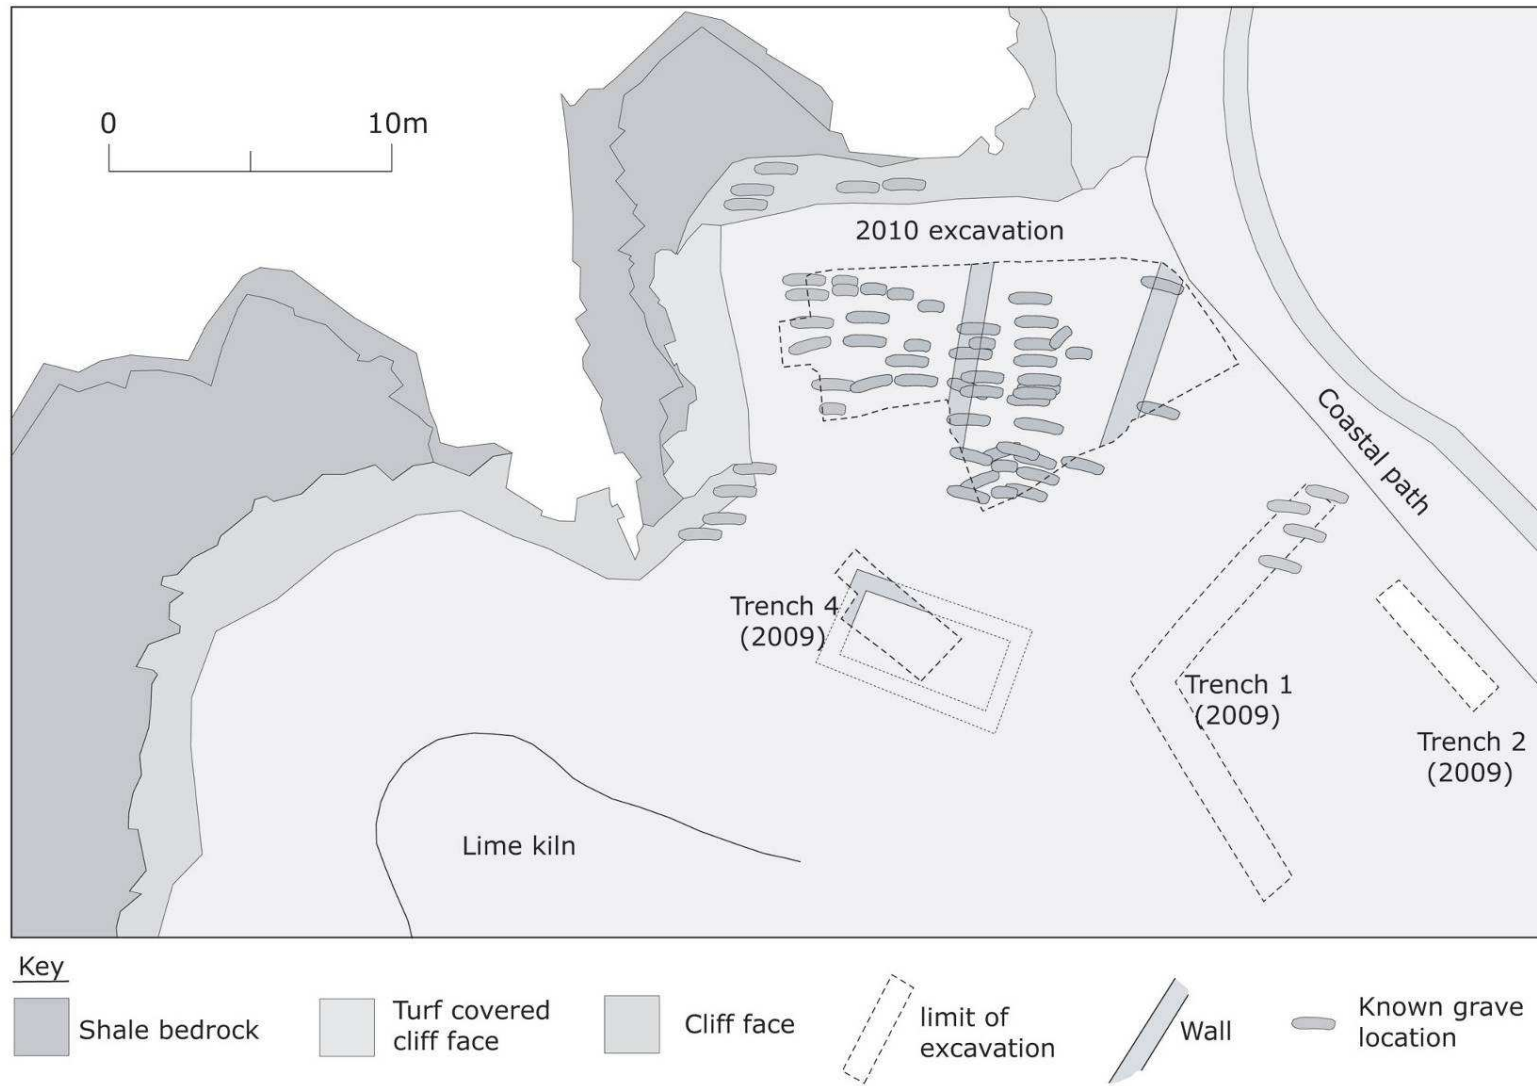 0 10m
2010 excavation
Coastal path
Trench 4
(2009)
Trench 1
(2009)
Trench 2
(2009)
Lime kiln
Key
Shale bedrock
Turf covered
cliff face
Cliff face
limit of
excavation
Wall
Known grave
location